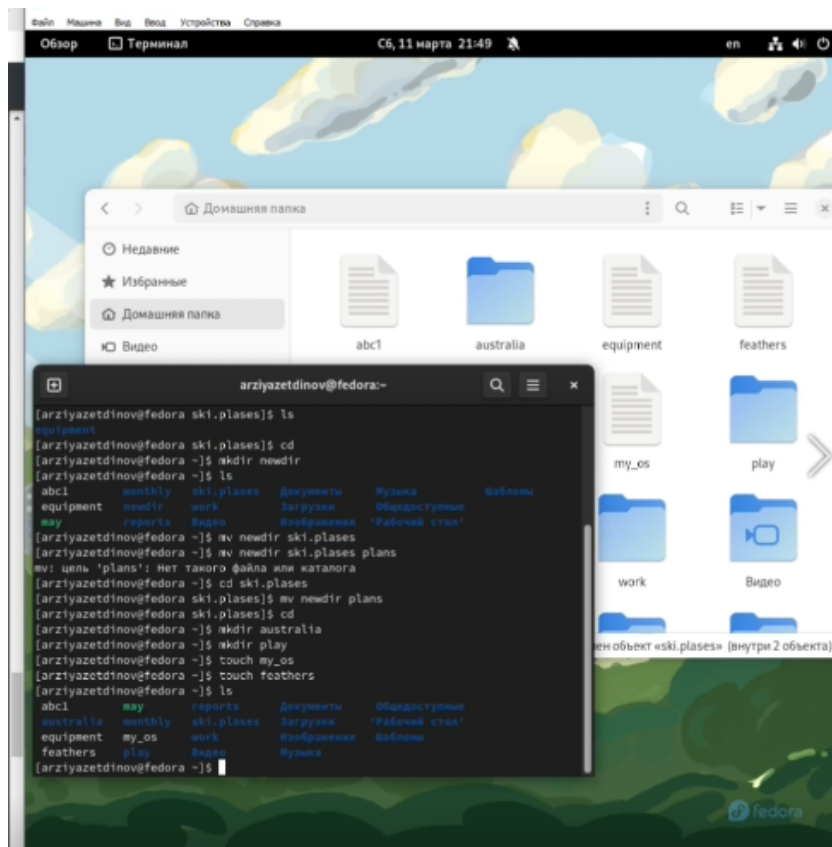 Файл Машина Вид Ввод Устройства Справка
Обзор Терминал Сб, 11 марта 21:49 en
Домашняя папка
Недавние
Избранные
Домашняя папка
Видео
abc1 australia equipment feathers
my_os play
work Видео
ен объект «ski.plases» (внутри 2 объекта)
arziyazetdinov@fedora:~
[arziyazetdinov@fedora ski.plases]$ ls
equipment
[arziyazetdinov@fedora ski.plases]$ cd
[arziyazetdinov@fedora ~]$ mkdir newdir
[arziyazetdinov@fedora ~]$ ls
abc1 monthly ski.plases Документы Музыка Шаблоны
equipment newdir work Загрузки Общедоступные
may reports Видео Изображения 'Рабочий стол'
[arziyazetdinov@fedora ~]$ mv newdir ski.plases
[arziyazetdinov@fedora ~]$ mv newdir ski.plases plans
mv: цель 'plans': Нет такого файла или каталога
[arziyazetdinov@fedora ~]$ cd ski.plases
[arziyazetdinov@fedora ski.plases]$ mv newdir plans
[arziyazetdinov@fedora ski.plases]$ cd
[arziyazetdinov@fedora ~]$ mkdir australia
[arziyazetdinov@fedora ~]$ mkdir play
[arziyazetdinov@fedora ~]$ touch my_os
[arziyazetdinov@fedora ~]$ touch feathers
[arziyazetdinov@fedora ~]$ ls
abc1 may reports Документы Общедоступные
australia monthly ski.plases Загрузки 'Рабочий стол'
equipment my_os work Изображения Шаблоны
feathers play Видео Музыка
[arziyazetdinov@fedora ~]$
fedora